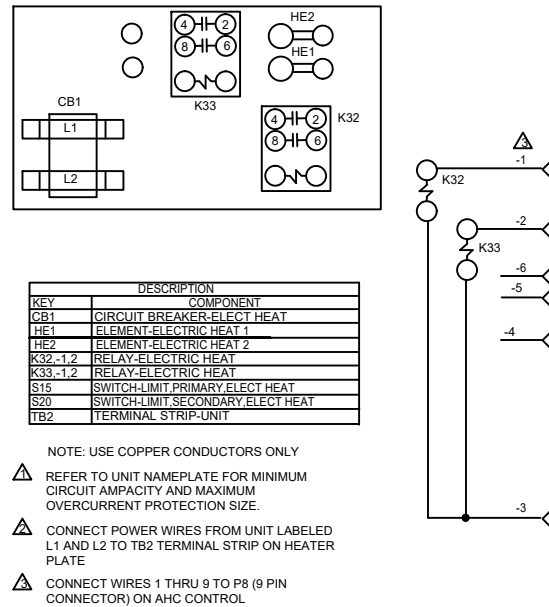 HE2
4 2
8 6
HE1
K33
CB1
L1
L2
K32
4 2
8 6
3
-1
K32
-2
K33
-6
-5
-4
-3
DESCRIPTION
KEY COMPONENT
CB1 CIRCUIT BREAKER-ELECT HEAT
HE1 ELEMENT-ELECTRIC HEAT 1
HE2 ELEMENT-ELECTRIC HEAT 2
K32,-1,2 RELAY-ELECTRIC HEAT
K33,-1,2 RELAY-ELECTRIC HEAT
S15 SWITCH-LIMIT,PRIMARY,ELECT HEAT
S20 SWITCH-LIMIT,SECONDARY,ELECT HEAT
TB2 TERMINAL STRIP-UNIT
NOTE: USE COPPER CONDUCTORS ONLY
1 REFER TO UNIT NAMEPLATE FOR MINIMUM
CIRCUIT AMPACITY AND MAXIMUM
OVERCURRENT PROTECTION SIZE.
2 CONNECT POWER WIRES FROM UNIT LABELED
L1 AND L2 TO TB2 TERMINAL STRIP ON HEATER
PLATE
3 CONNECT WIRES 1 THRU 9 TO P8 (9 PIN
CONNECTOR) ON AHC CONTROL